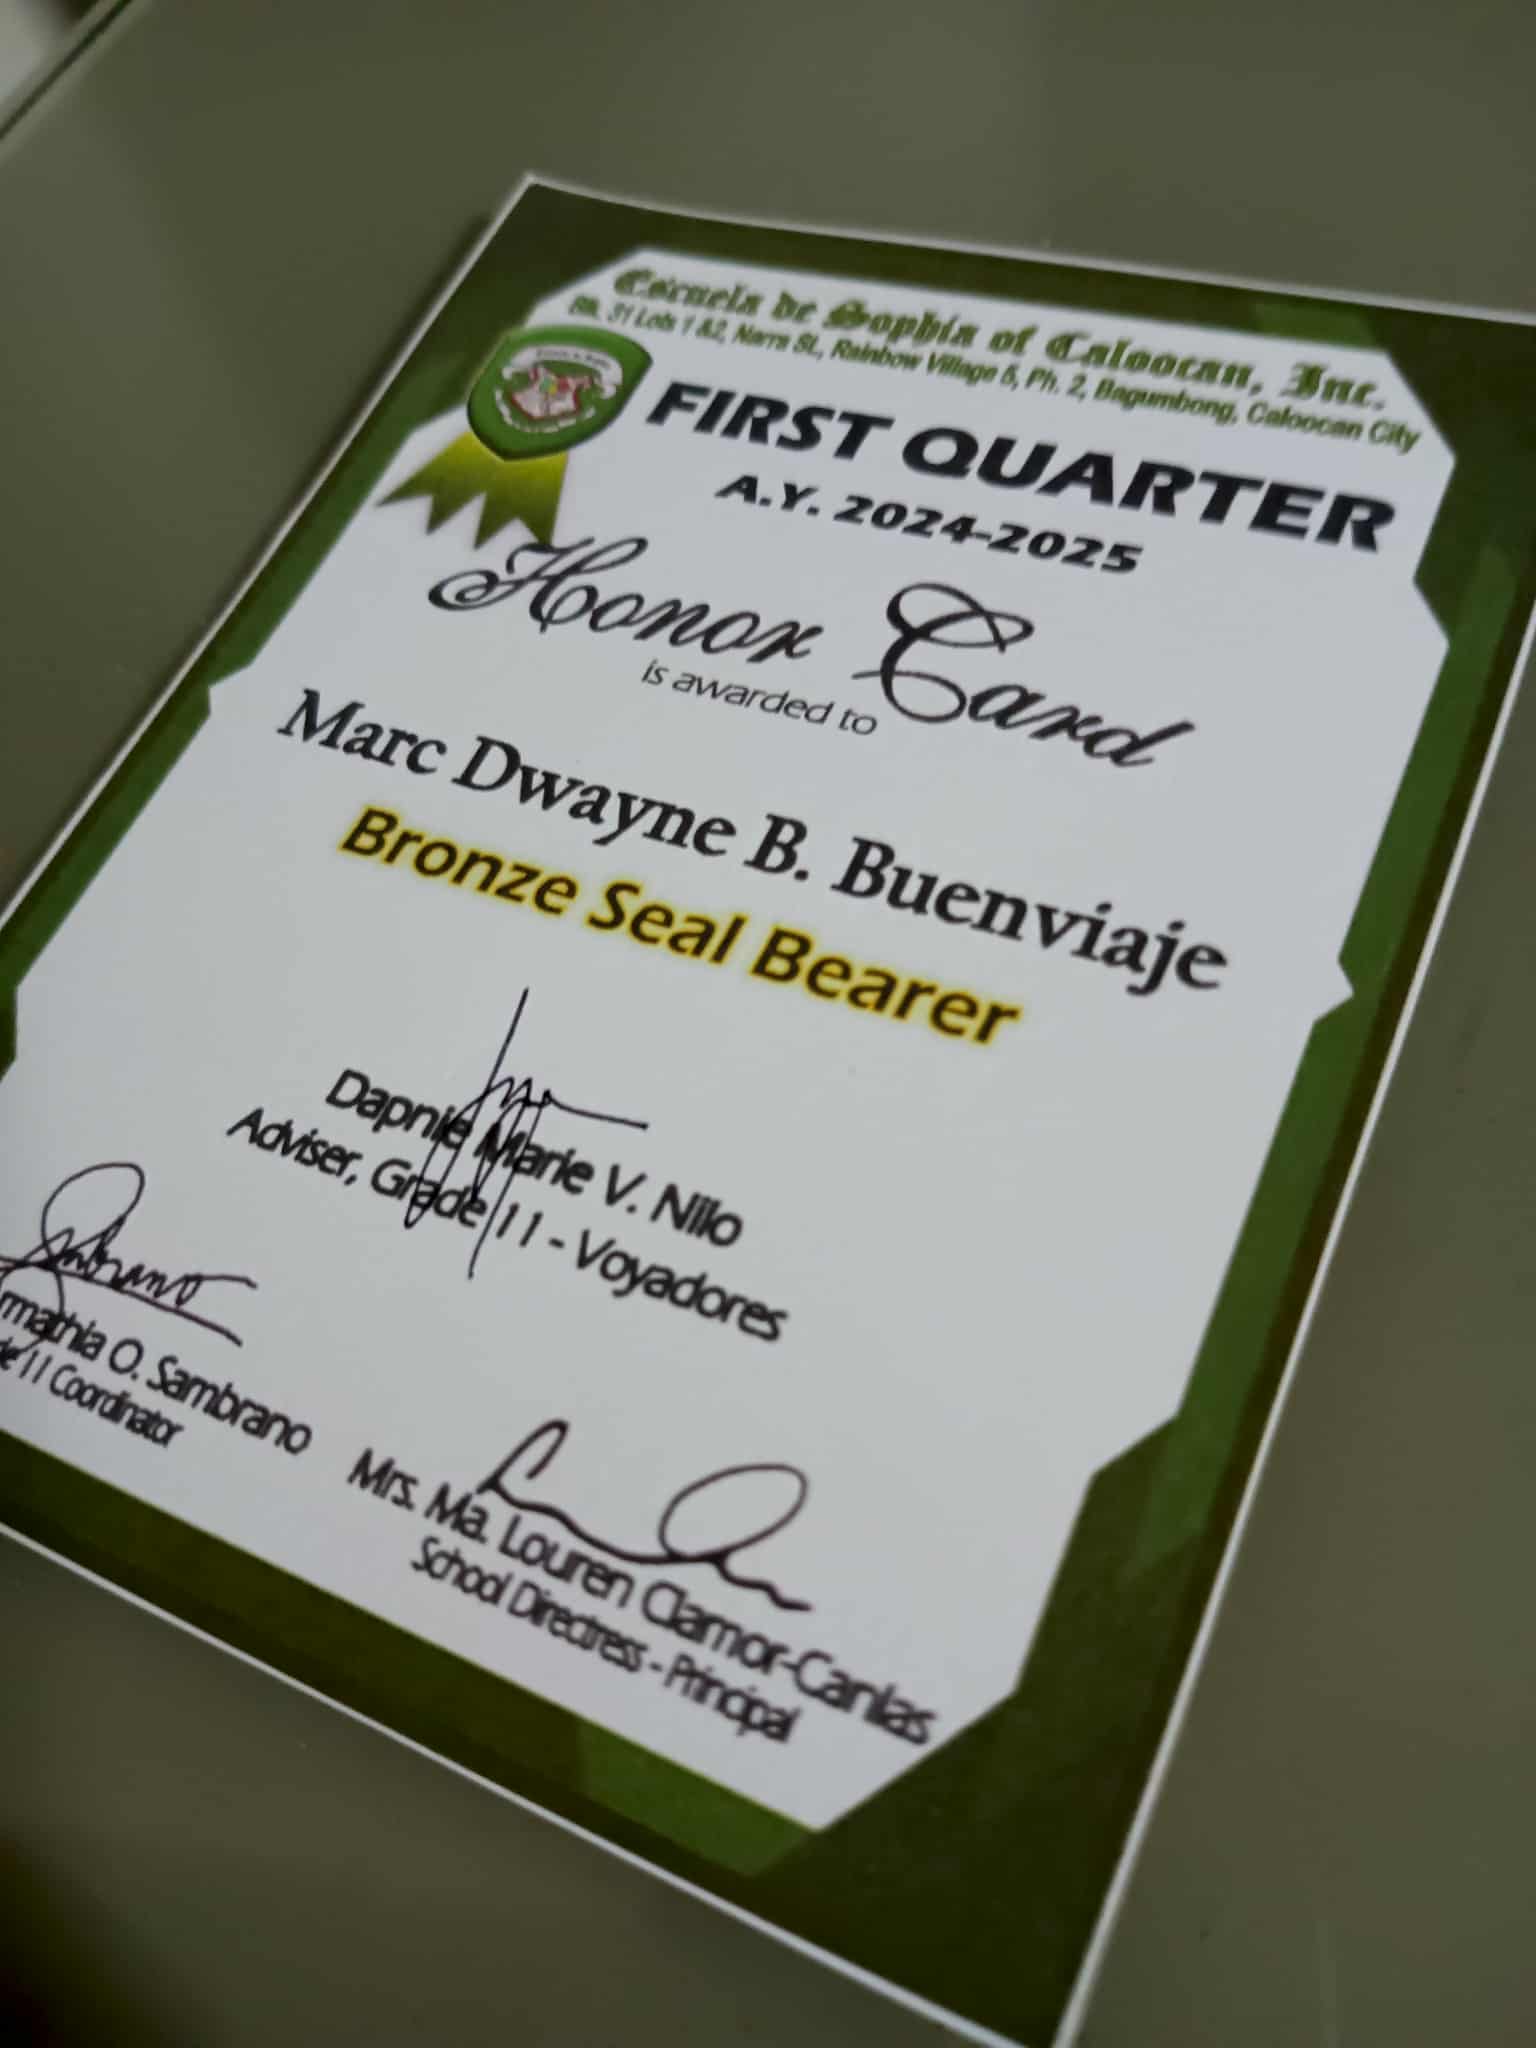 Escuela de Sophia of Caloocan, Inc.
Blk. 31 Lots 1 &2, Narra St., Rainbow Village 5, Ph. 2, Bagumbong, Caloocan City
FIRST QUARTER
A.Y. 2024-2025
Honor Card
is awarded to
Marc Dwayne B. Buenviaje
Bronze Seal Bearer
Dapnie Marie V. Nilo
Adviser, Grade 11 - Voyadores
Sambrano
rmathia O. Sambrano
de 11 Coordinator
Mrs. Ma. Louren Clamor-Canlas
School Directress - Principal